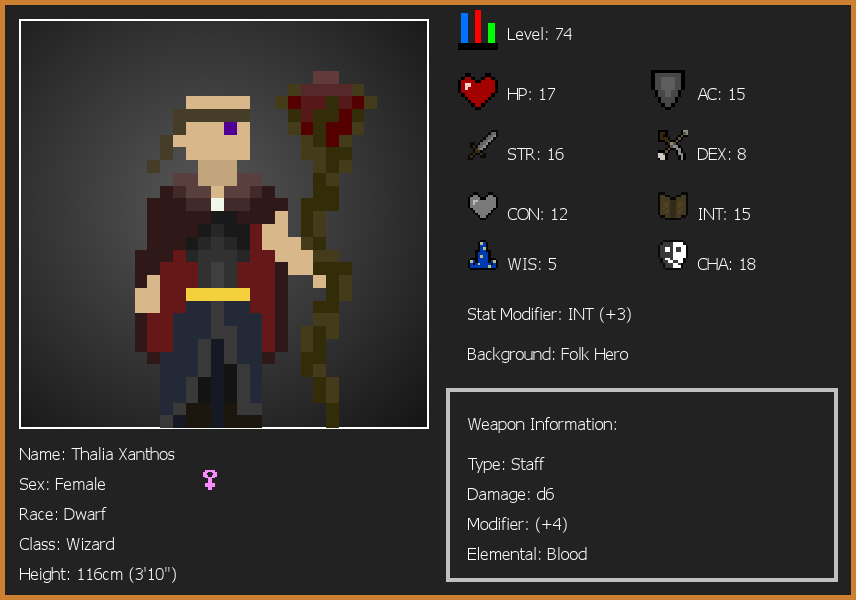 Level: 74
HP: 17
AC: 15
STR: 16
DEX: 8
CON: 12
INT: 15
WIS: 5
CHA: 18
Stat Modifier: INT (+3)
Background: Folk Hero
Weapon Information:
Type: Staff
Damage: d6
Modifier: (+4)
Elemental: Blood
Name: Thalia Xanthos
Sex: Female
Race: Dwarf
Class: Wizard
Height: 116cm (3'10")